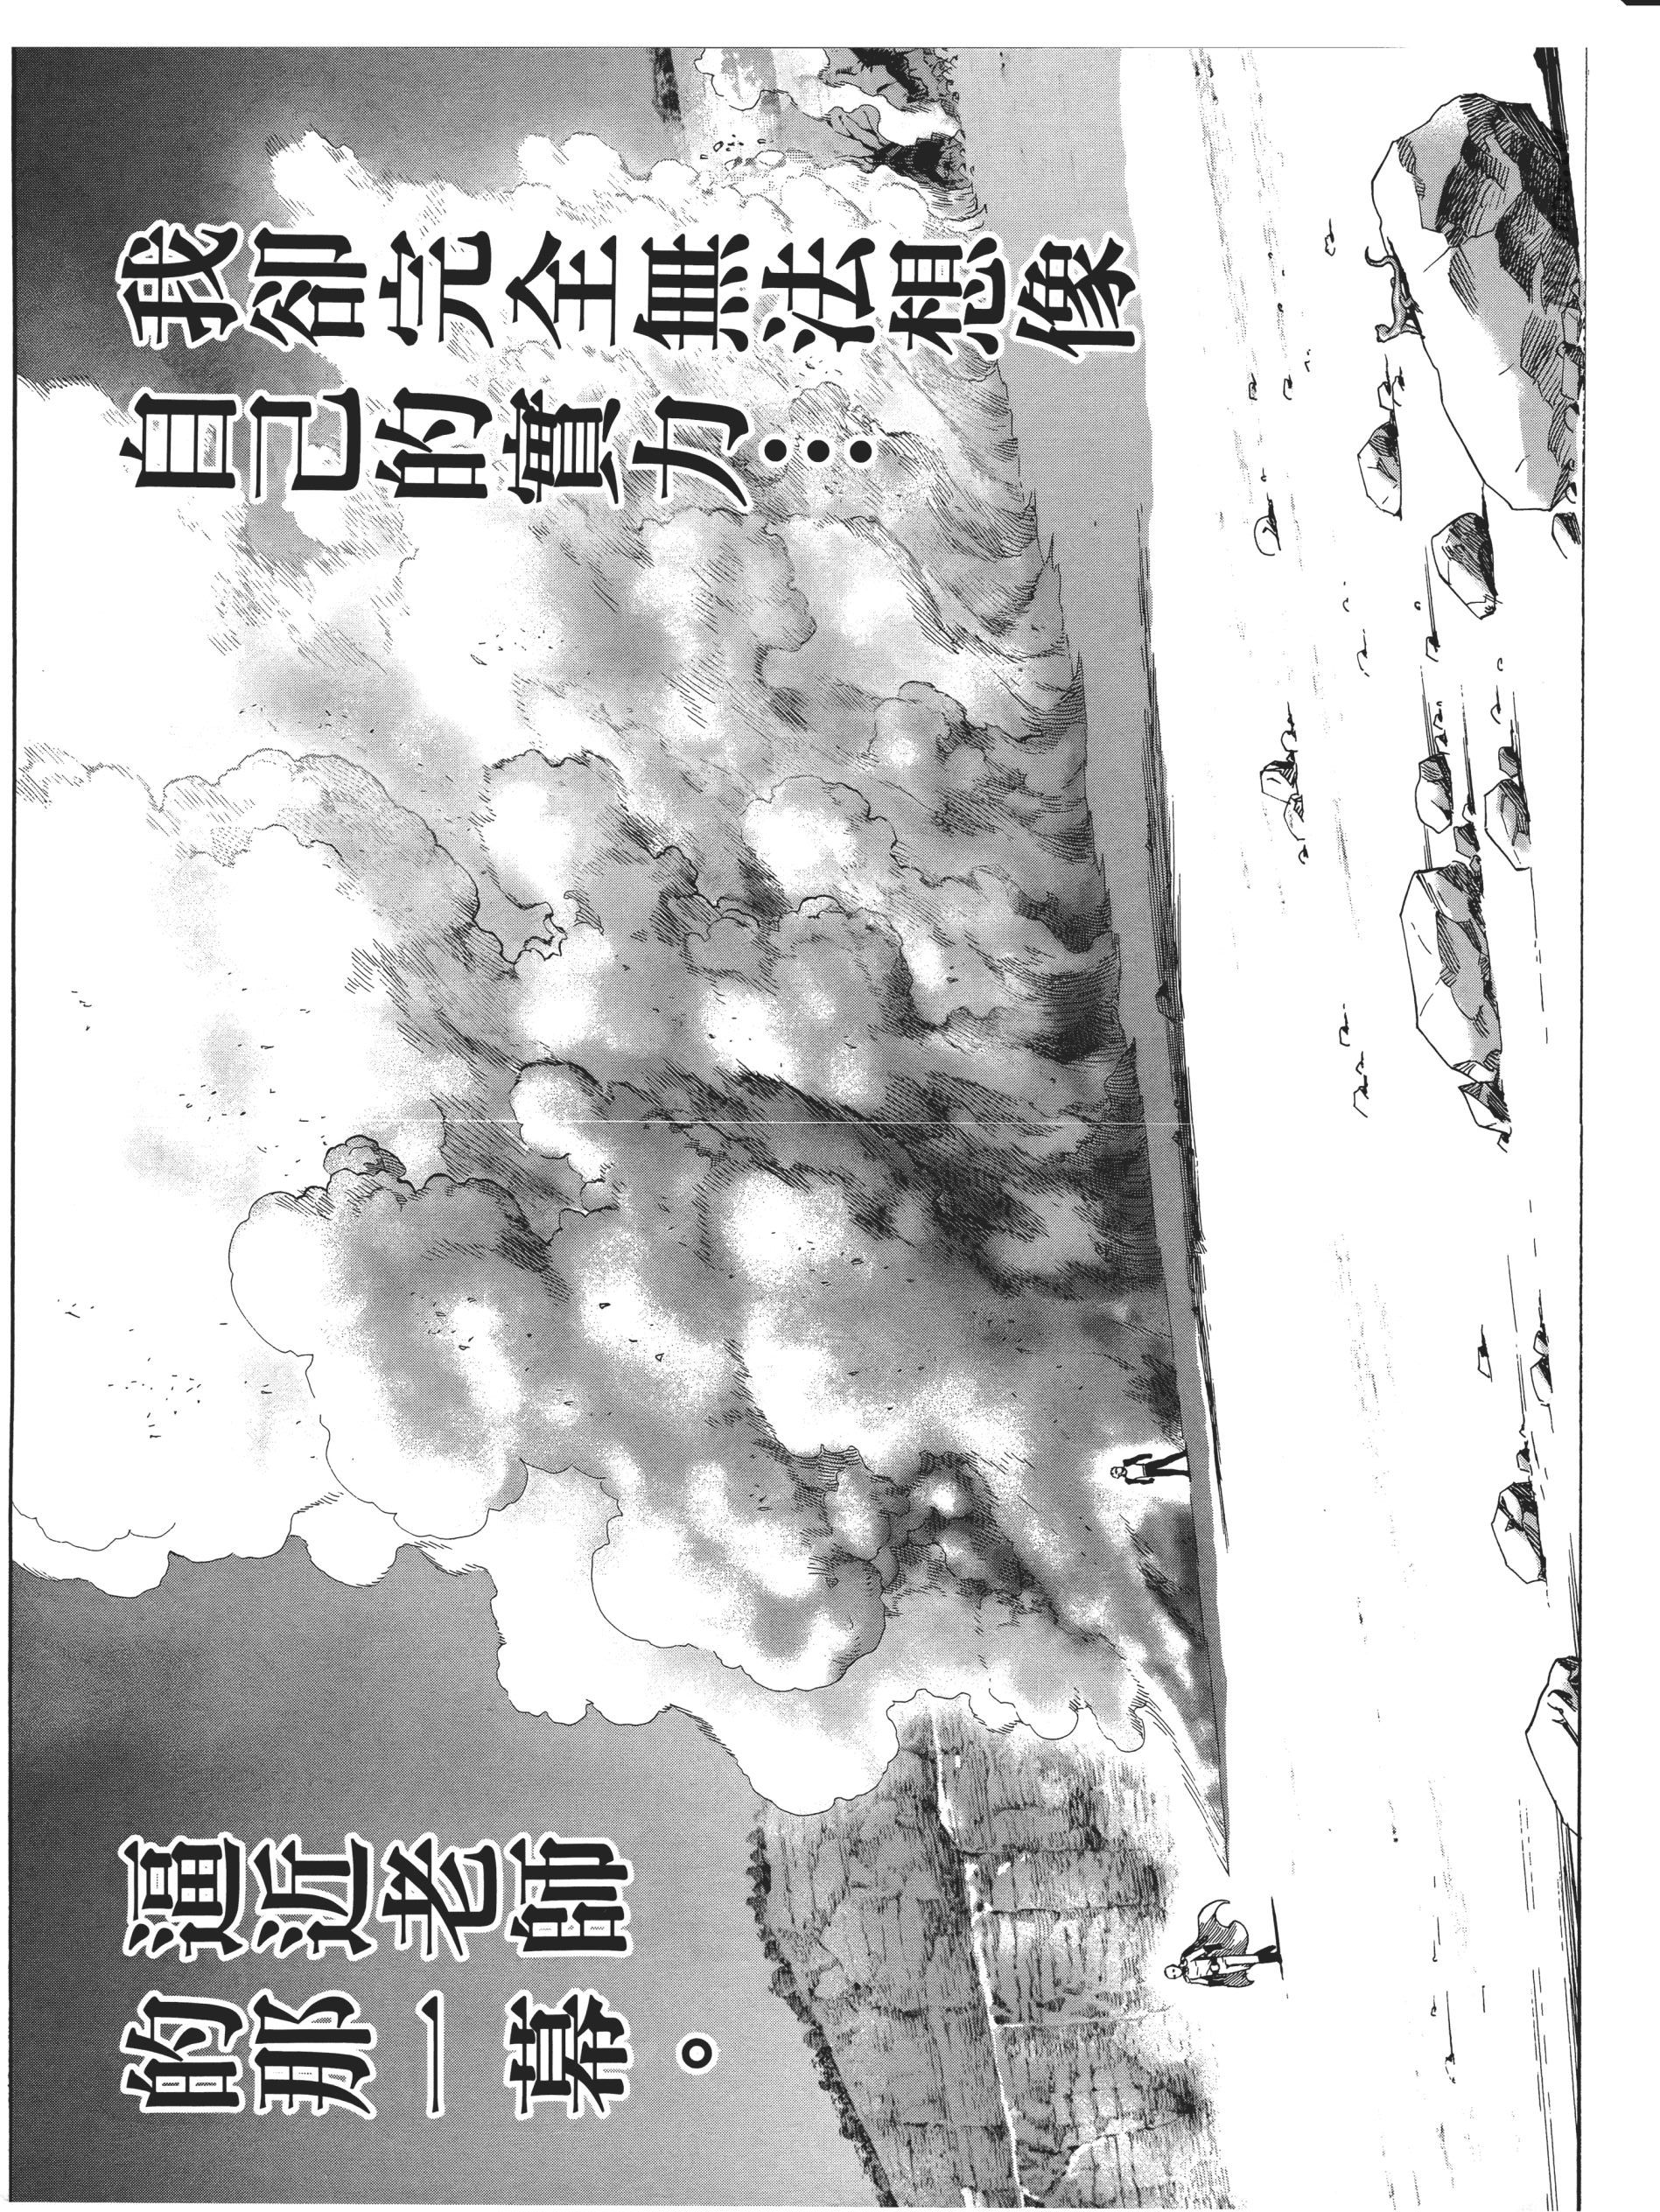 我卻完全無法想像
自己的實力…
逼近老師
的那一幕。